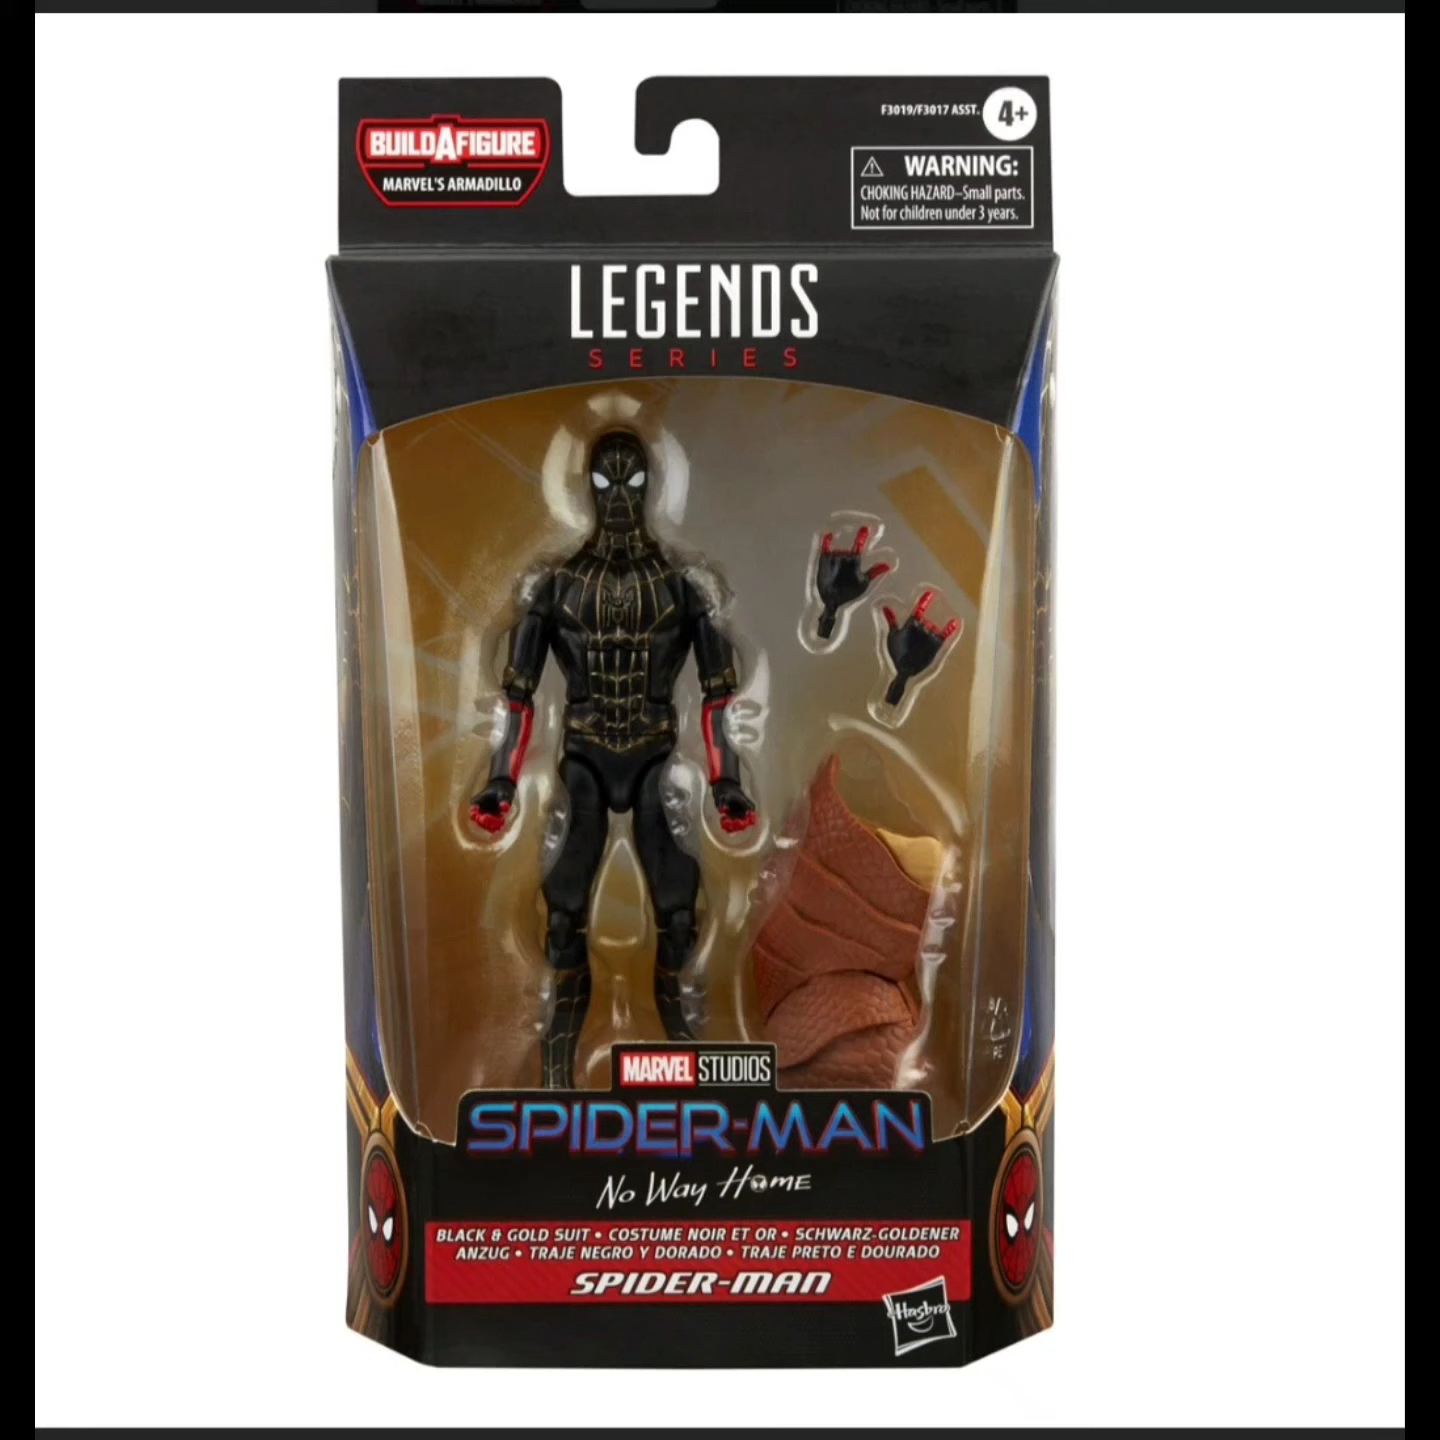 F3019/F3017 ASST.
4+
BUILDAFIGURE
MARVEL'S ARMADILLO
WARNING:
CHOKING HAZARD–Small parts.
Not for children under 3 years.
LEGENDS
SERIES
MARVEL STUDIOS
SPIDER-MAN
No Way Home
BLACK & GOLD SUIT • COSTUME NOIR ET OR • SCHWARZ-GOLDENER
ANZUG • TRAJE NEGRO Y DORADO • TRAJE PRETO E DOURADO
SPIDER-MAN
Hasbro